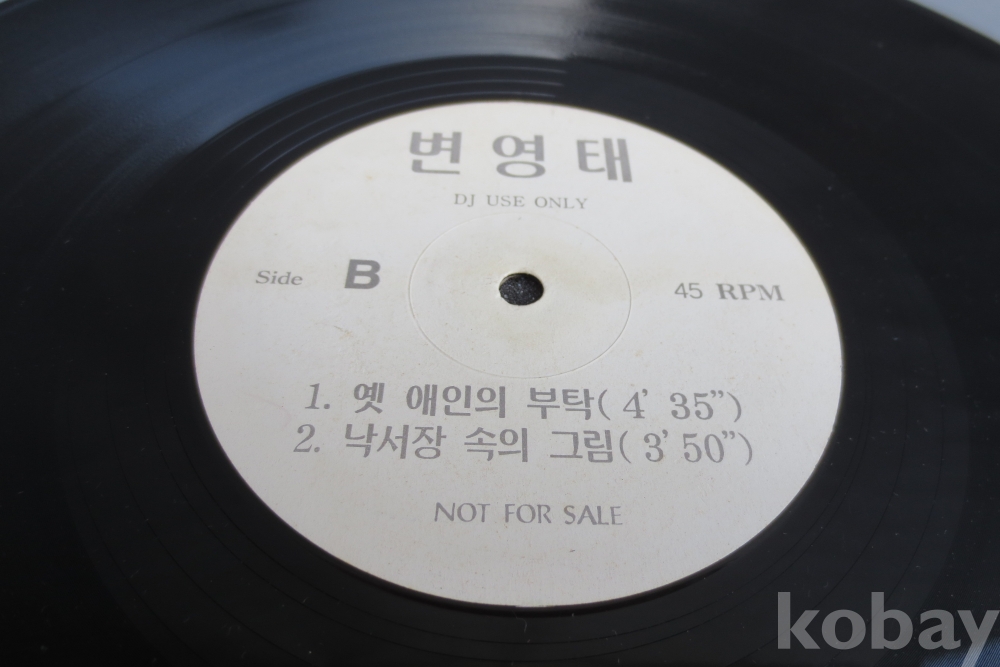 변영태
DJ USE ONLY
Side B
45 RPM
1. 옛 애인의 부탁( 4' 35")
2. 낙서장 속의 그림( 3' 50")
NOT FOR SALE
kobay